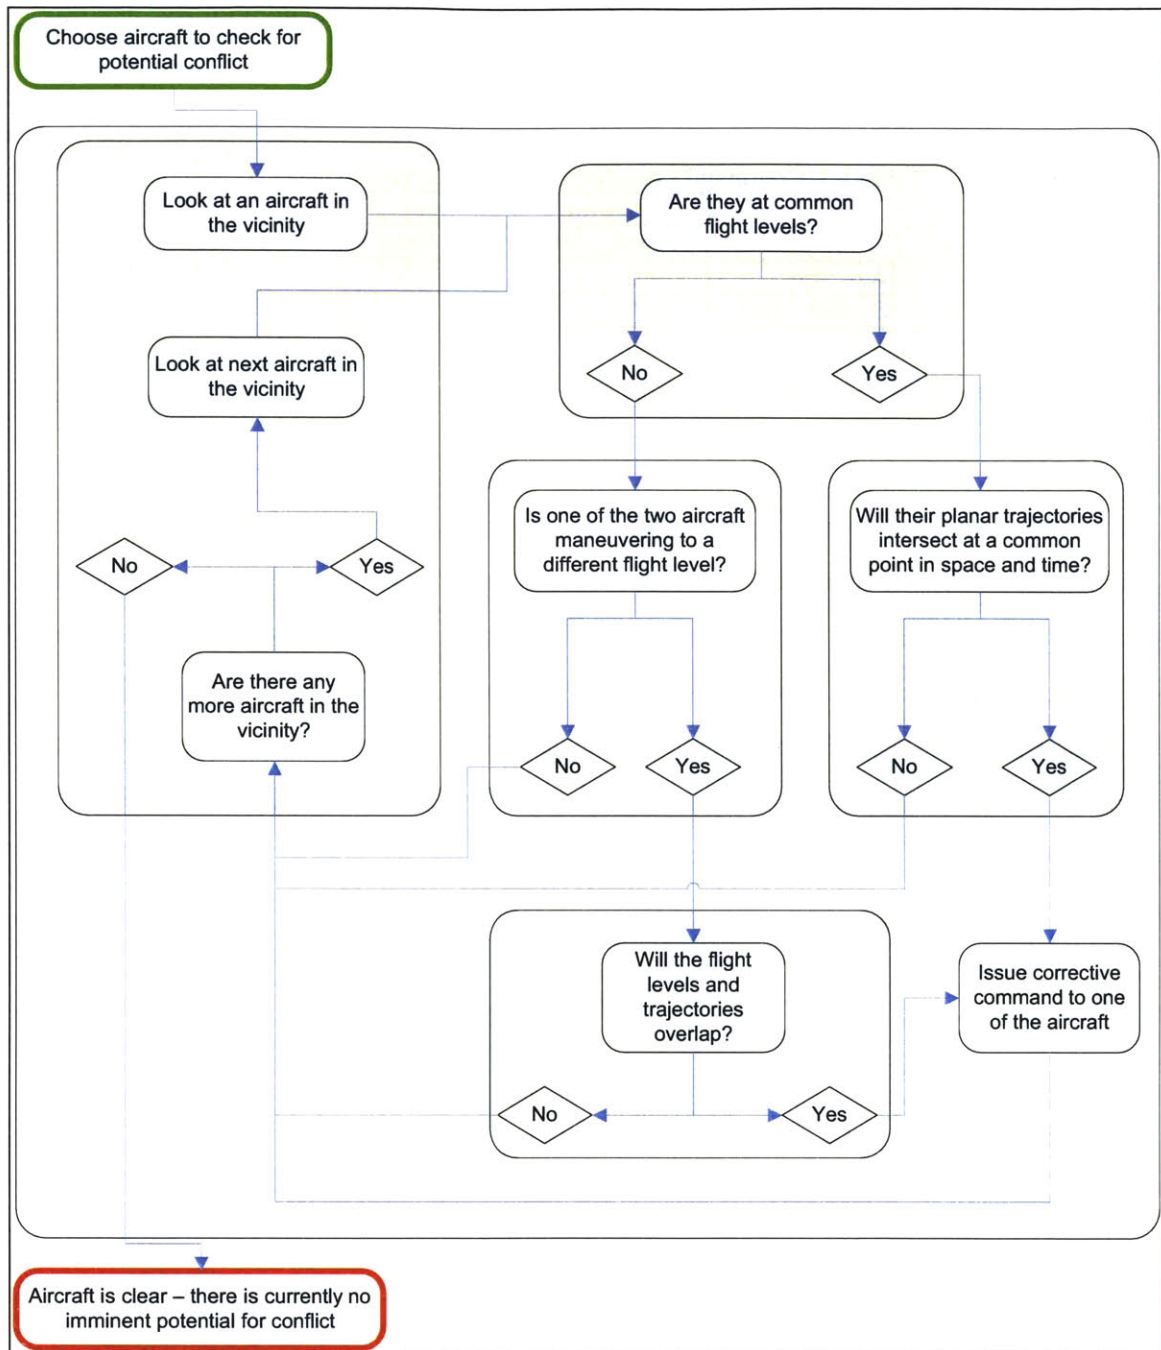 Choose aircraft to check for
potential conflict
Look at an aircraft in
the vicinity
Are they at common
flight levels?
Look at next aircraft in
the vicinity
No
Yes
Is one of the two aircraft
maneuvering to a
different flight level?
Will their planar trajectories
intersect at a common
point in space and time?
No
Yes
Are there any
more aircraft in the
vicinity?
No
Yes
No
Yes
Will the flight
levels and
trajectories
overlap?
Issue corrective
command to one
of the aircraft
No
Yes
Aircraft is clear – there is currently no
imminent potential for conflict